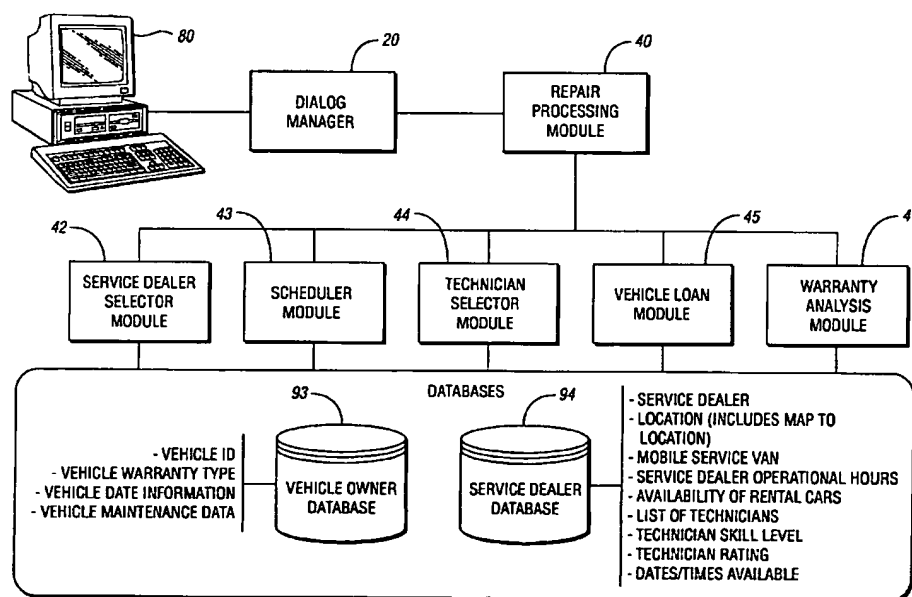 80
20
40
DIALOG
MANAGER
REPAIR
PROCESSING
MODULE
42
43
44
45
4
SERVICE DEALER
SELECTOR
MODULE
SCHEDULER
MODULE
TECHNICIAN
SELECTOR
MODULE
VEHICLE LOAN
MODULE
WARRANTY
ANALYSIS
MODULE
DATABASES
93
94
- VEHICLE ID
- VEHICLE WARRANTY TYPE
- VEHICLE DATE INFORMATION
- VEHICLE MAINTENANCE DATA
VEHICLE OWNER
DATABASE
SERVICE DEALER
DATABASE
- SERVICE DEALER
- LOCATION (INCLUDES MAP TO
LOCATION)
- MOBILE SERVICE VAN
- SERVICE DEALER OPERATIONAL HOURS
- AVAILABILITY OF RENTAL CARS
- LIST OF TECHNICIANS
- TECHNICIAN SKILL LEVEL
- TECHNICIAN RATING
- DATES/TIMES AVAILABLE